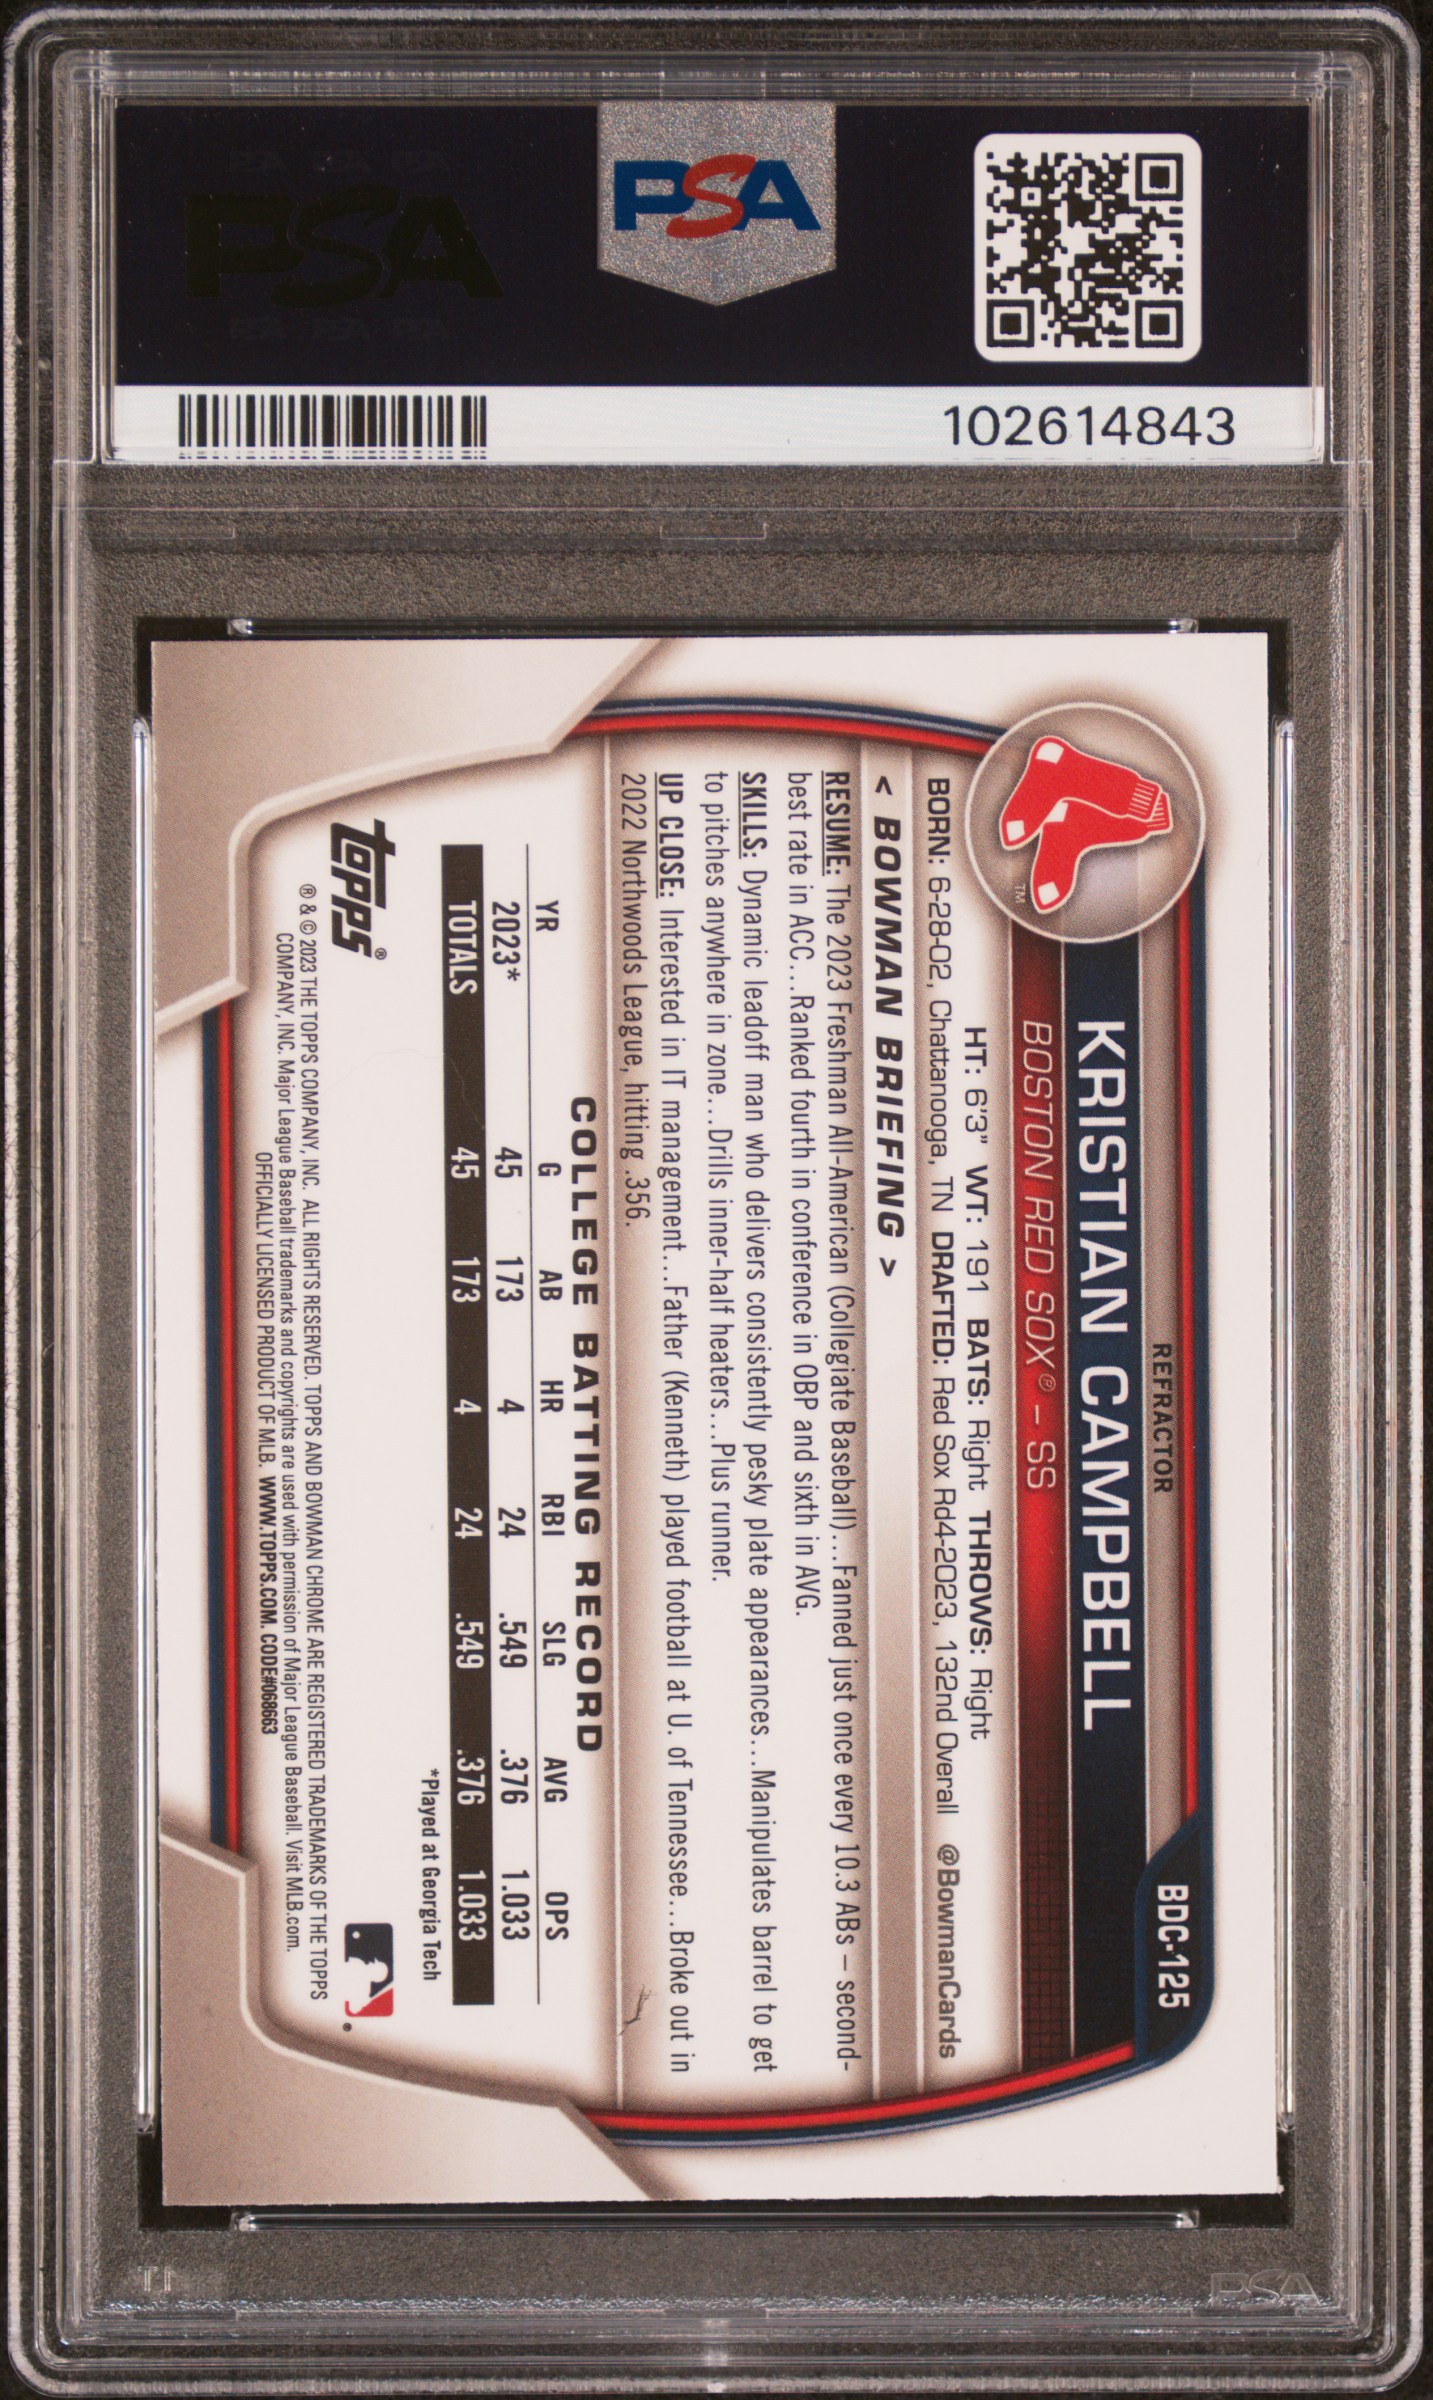 PSA
PSA
102614843
REFRACTOR
BDC-125
KRISTIAN CAMPBELL
BOSTON RED SOX® – SS
TM
HT: 6'3" WT: 191 BATS: Right THROWS: Right
BORN: 6-28-02, Chattanooga, TN DRAFTED: Red Sox Rd4-2023, 132nd Overall @BowmanCards
< BOWMAN BRIEFING >
RESUME: The 2023 Freshman All-American (Collegiate Baseball)...Fanned just once every 10.3 ABs – second-
best rate in ACC...Ranked fourth in conference in OBP and sixth in AVG.
SKILLS: Dynamic leadoff man who delivers consistently pesky plate appearances...Manipulates barrel to get
to pitches anywhere in zone...Drills inner-half heaters...Plus runner.
UP CLOSE: Interested in IT management...Father (Kenneth) played football at U. of Tennessee...Broke out in
2022 Northwoods League, hitting .356.
COLLEGE BATTING RECORD
YR G AB HR RBI SLG AVG OPS
2023* 45 173 4 24 .549 .376 1.033
TOTALS 45 173 4 24 .549 .376 1.033
*Played at Georgia Tech
topps®
® & © 2023 THE TOPPS COMPANY, INC. ALL RIGHTS RESERVED. TOPPS AND BOWMAN CHROME ARE REGISTERED TRADEMARKS OF THE TOPPS
COMPANY, INC. Major League Baseball trademarks and copyrights are used with permission of Major League Baseball. Visit MLB.com.
OFFICIALLY LICENSED PRODUCT OF MLB. WWW.TOPPS.COM. CODE#068663
®
PSA